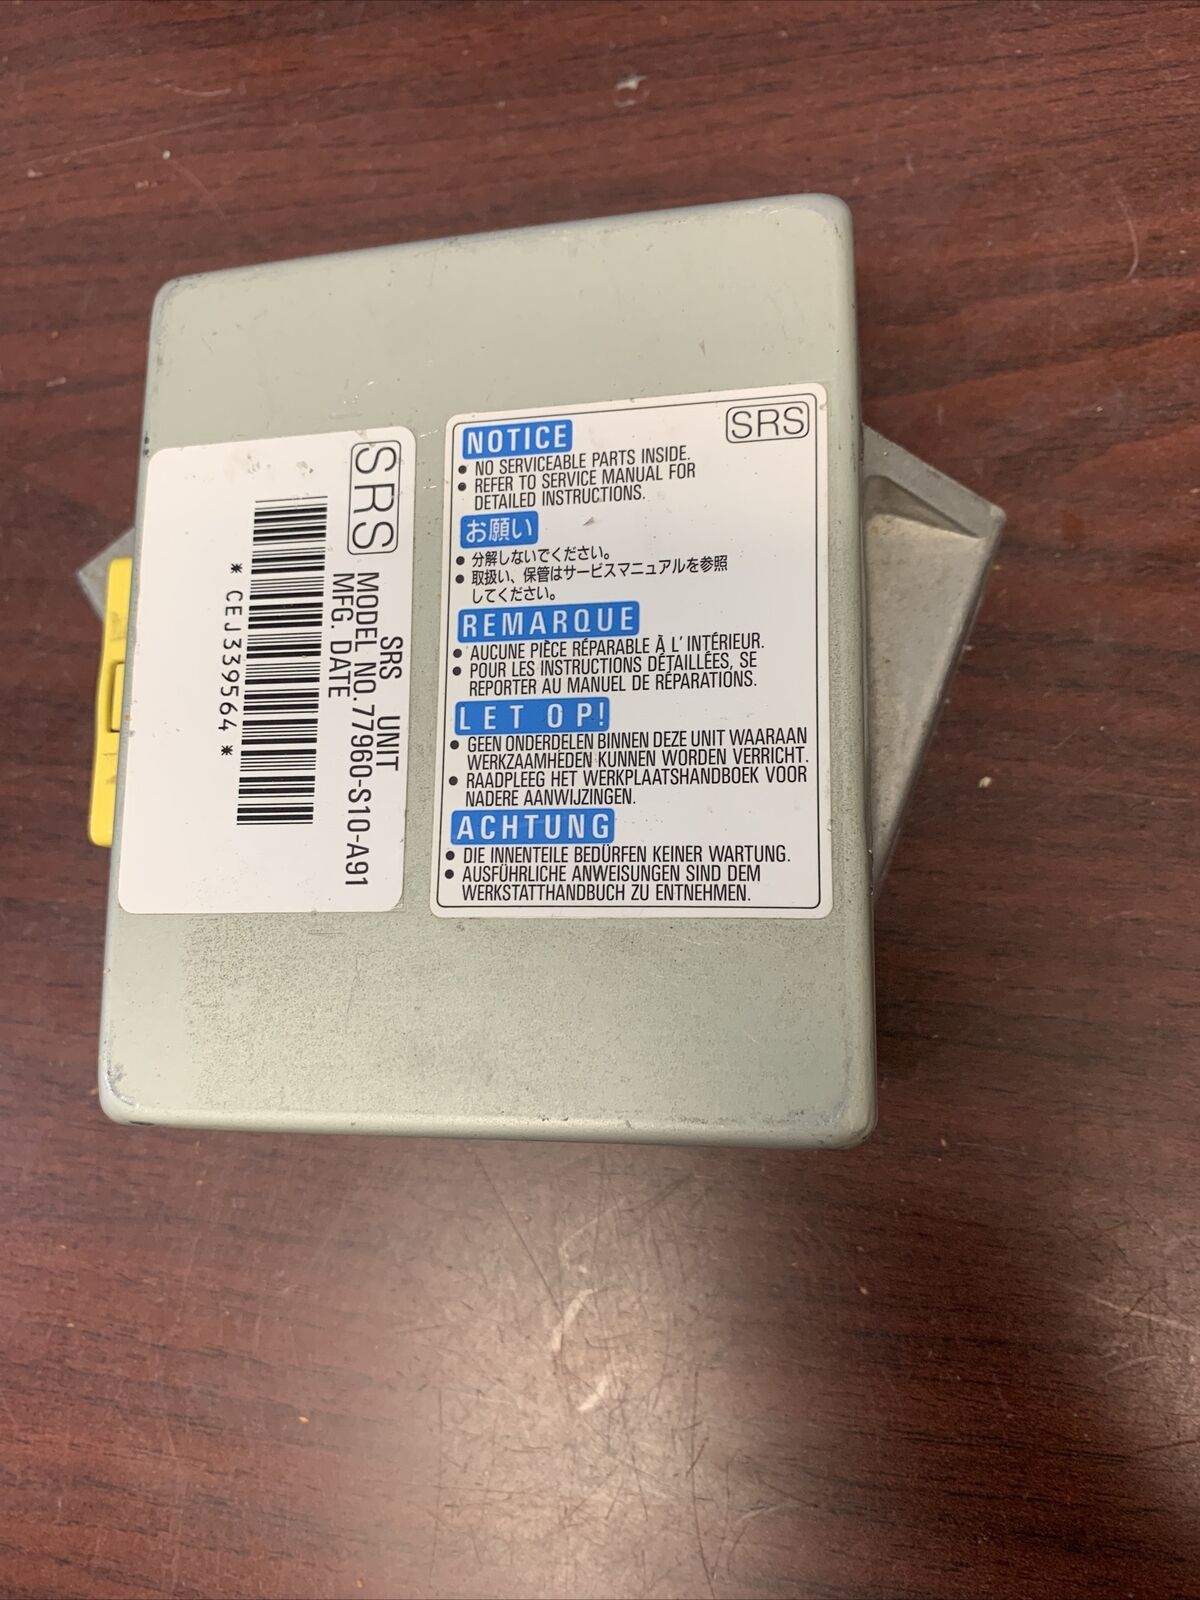 SRS
SRS UNIT
MODEL NO. 77960-S10-A91
MFG. DATE
* CEJ339564 *
NOTICE
SRS
● NO SERVICEABLE PARTS INSIDE.
● REFER TO SERVICE MANUAL FOR
DETAILED INSTRUCTIONS.
お願い
● 分解しないでください。
● 取扱い、保管はサービスマニュアルを参照
してください。
REMARQUE
● AUCUNE PIÈCE RÉPARABLE À L'INTÉRIEUR.
● POUR LES INSTRUCTIONS DÉTAILLÉES, SE
REPORTER AU MANUEL DE RÉPARATIONS.
LET OP!
● GEEN ONDERDELEN BINNEN DEZE UNIT WAARAAN
WERKZAAMHEDEN KUNNEN WORDEN VERRICHT.
● RAADPLEEG HET WERKPLAATSHANDBOEK VOOR
NADERE AANWIJZINGEN.
ACHTUNG
● DIE INNENTEILE BEDÜRFEN KEINER WARTUNG.
● AUSFÜHRLICHE ANWEISUNGEN SIND DEM
WERKSTATTHANDBUCH ZU ENTNEHMEN.